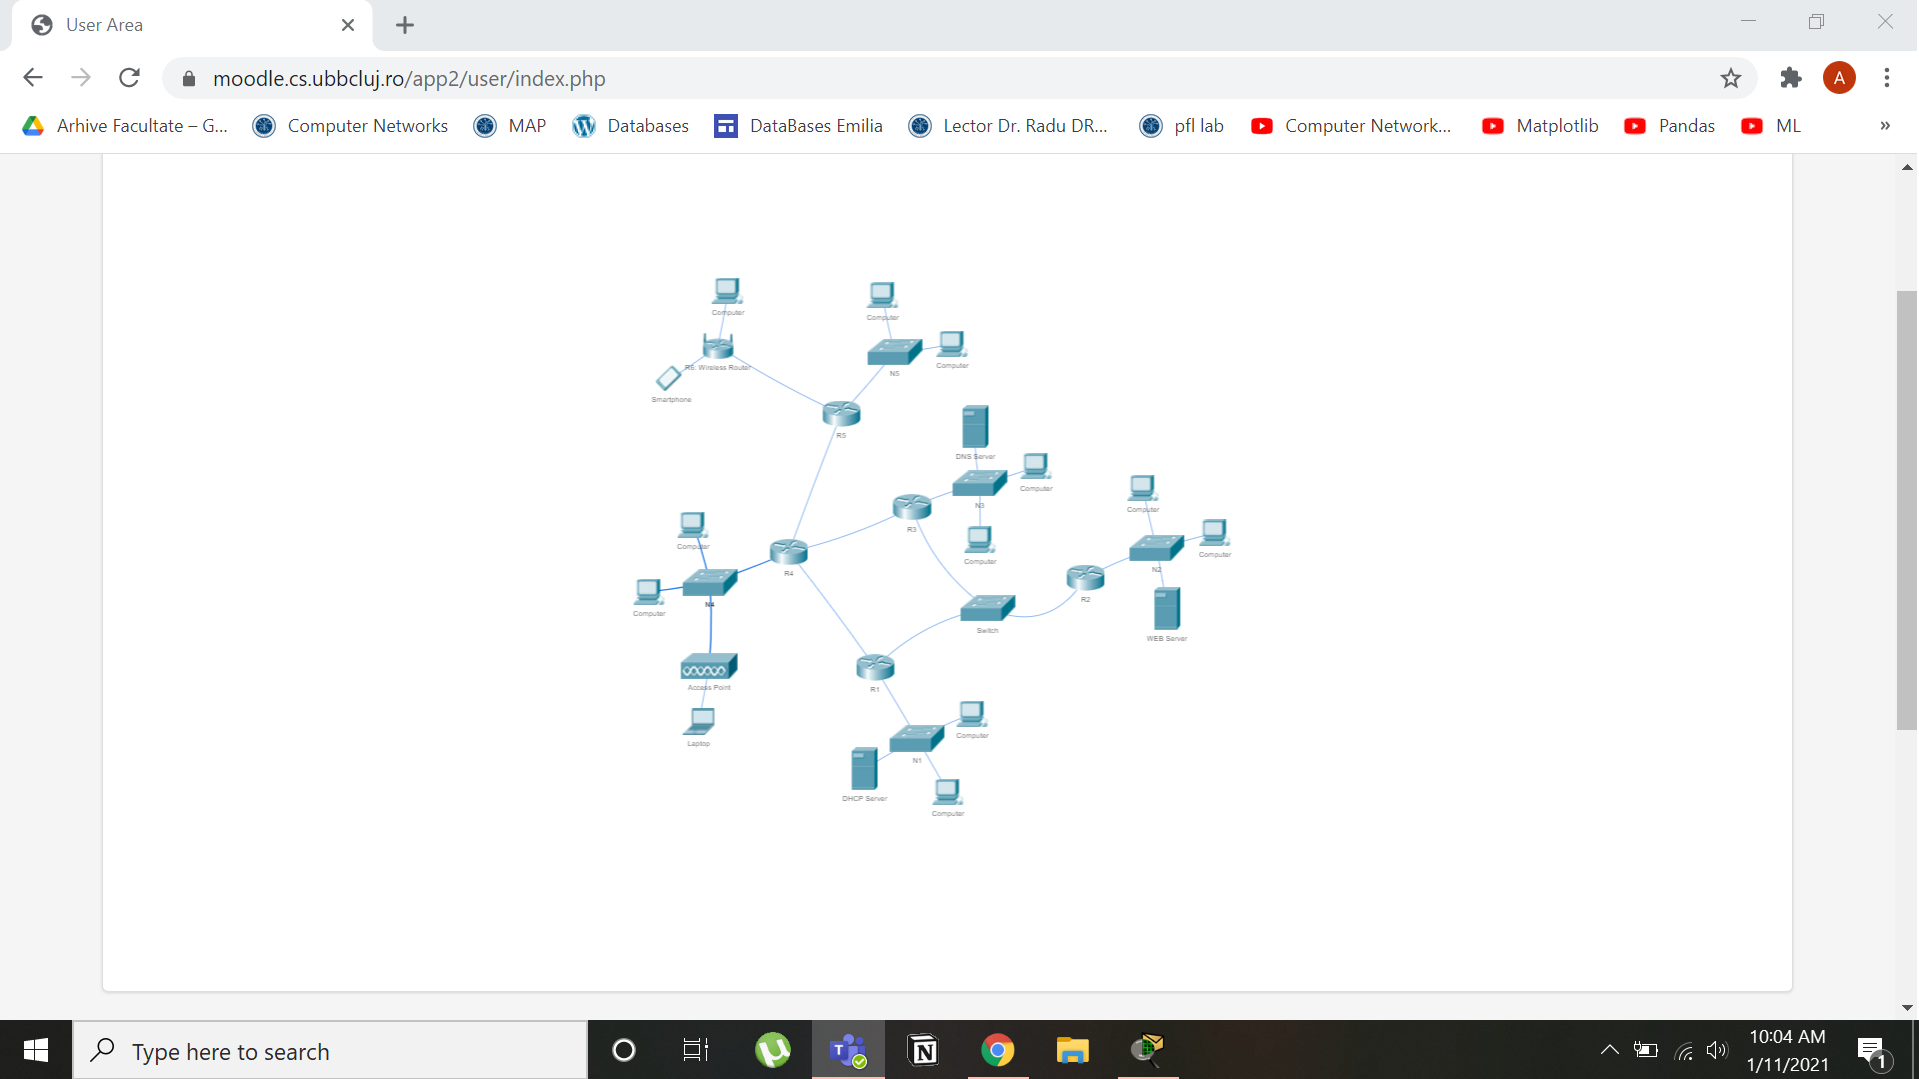 User Area
moodle.cs.ubbcluj.ro/app2/user/index.php
A
Arhive Facultate – G... Computer Networks MAP Databases DataBases Emilia Lector Dr. Radu DR... pfl lab Computer Network... Matplotlib Pandas ML »
Computer
Computer
R6: Wireless Router
Computer
N5
Smartphone
R5
DNS Server
Computer
N3
Computer
R3
Computer
Computer
Computer
N2
R4
R2
Computer
N4
Switch
WEB Server
Access Point
R1
Computer
Laptop
N1
DHCP Server
Computer
Type here to search
T
N
10:04 AM
1/11/2021
1